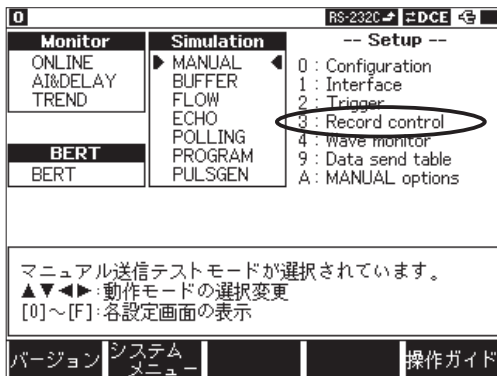 0
RS-232C ⇄DCE
Monitor
ONLINE
AI&DELAY
TREND
BERT
BERT
Simulation
▶ MANUAL ◀
BUFFER
FLOW
ECHO
POLLING
PROGRAM
PULSGEN
-- Setup --
0 : Configuration
1 : Interface
2 : Trigger
3 : Record control
4 : Wave monitor
9 : Data send table
A : MANUAL options
マニュアル送信テストモードが選択されています。
▲▼◀▶:動作モードの選択変更
[0]~[F]:各設定画面の表示
バージョン
システム
メニュー
操作ガイド